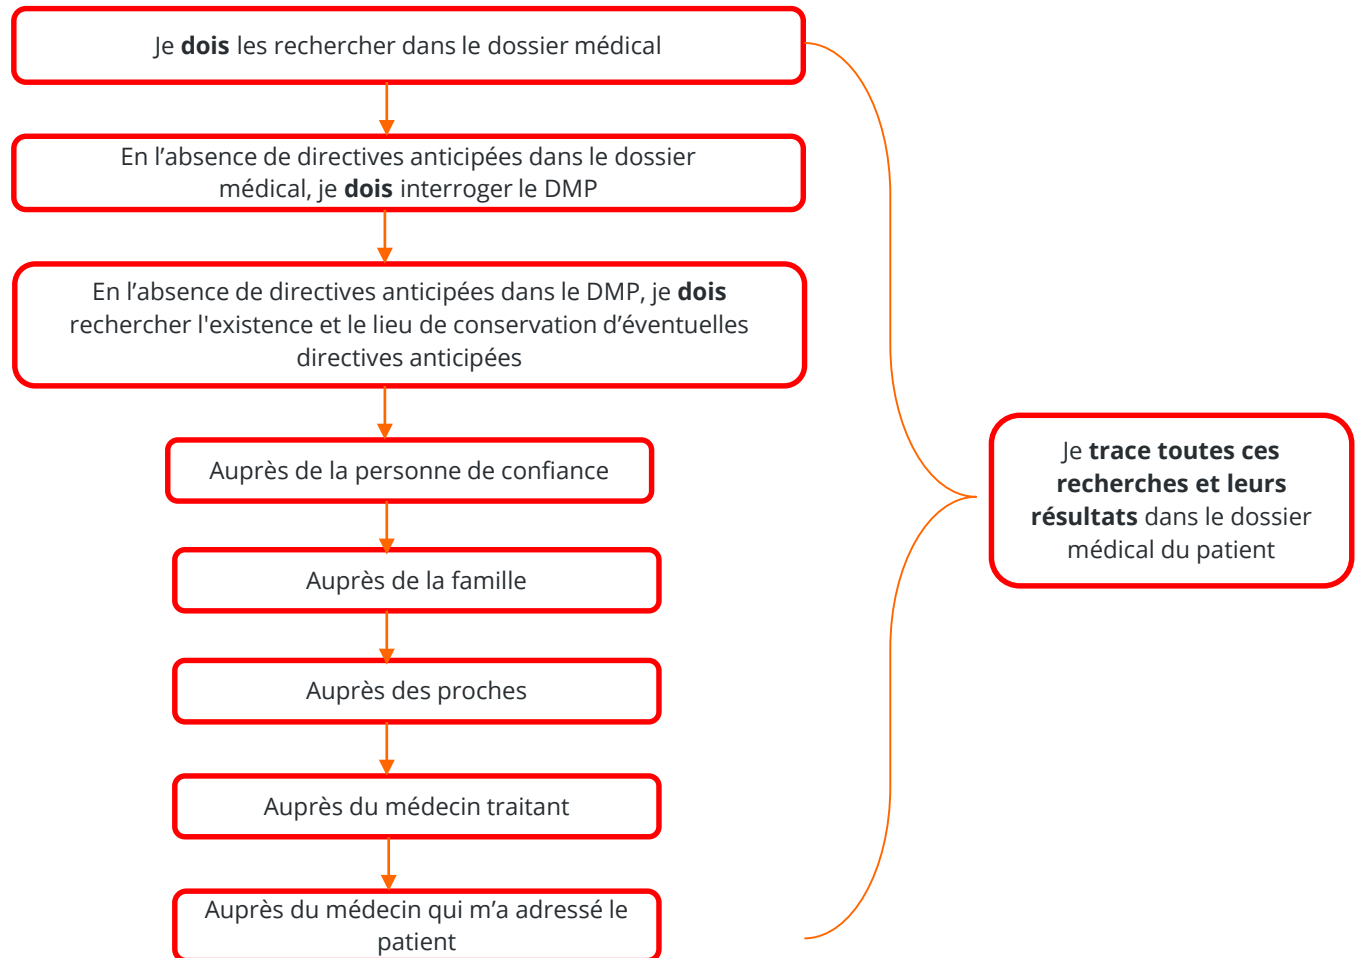 Je dois les rechercher dans le dossier médical
En l’absence de directives anticipées dans le dossier
médical, je dois interroger le DMP
En l’absence de directives anticipées dans le DMP, je dois
rechercher l'existence et le lieu de conservation d’éventuelles
directives anticipées
Auprès de la personne de confiance
Auprès de la famille
Auprès des proches
Auprès du médecin traitant
Auprès du médecin qui m’a adressé le
patient
Je trace toutes ces
recherches et leurs
résultats dans le dossier
médical du patient